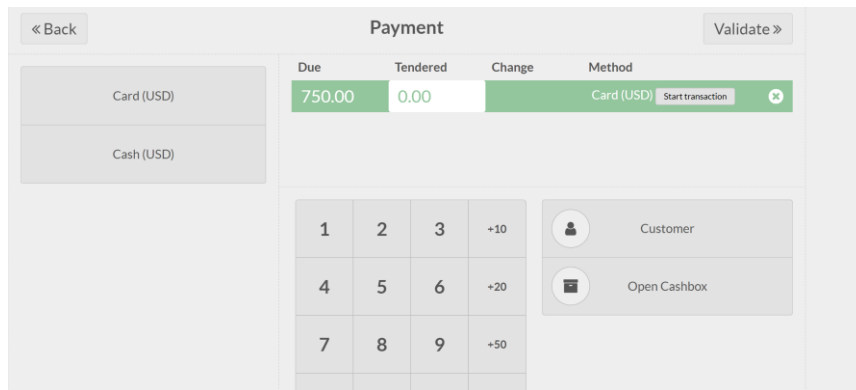 « Back
Payment
Validate »
Card (USD)
Cash (USD)
Due Tendered Change Method
750.00 0.00 Card (USD) Start transaction
1 2 3 +10
4 5 6 +20
7 8 9 +50
Customer
Open Cashbox